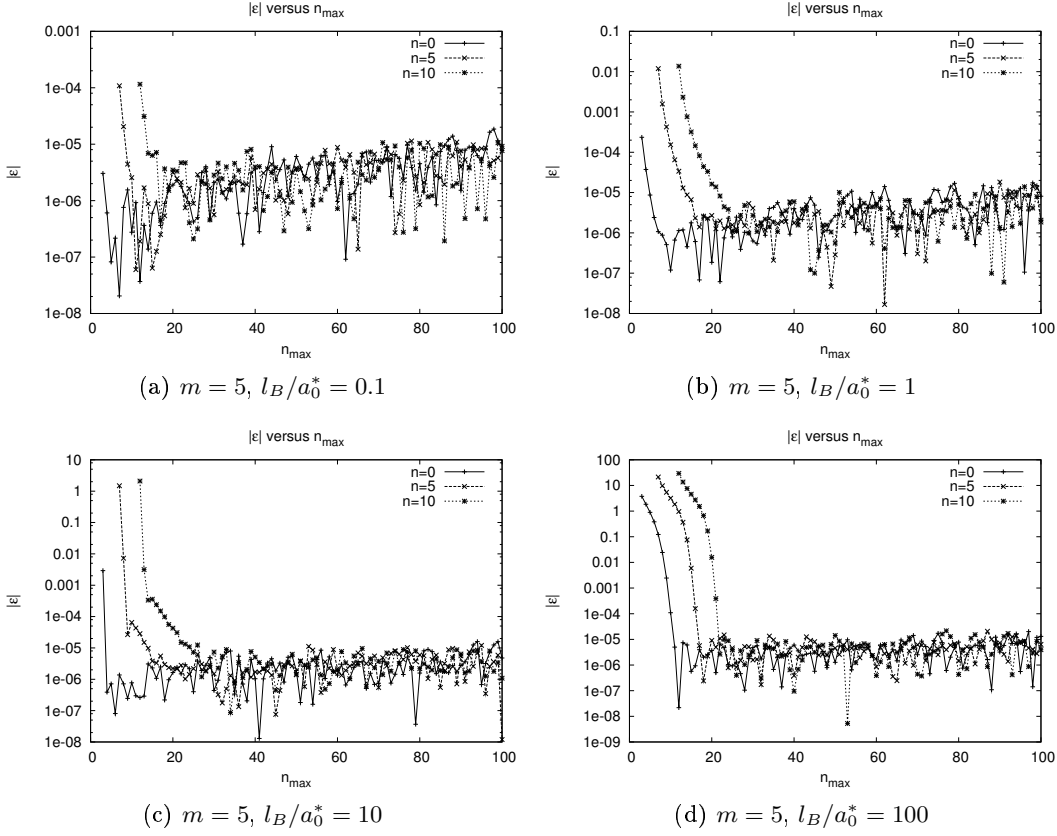 |ε| versus n_max
0.001
1e-04
1e-05
1e-06
1e-07
1e-08
0 20 40 60 80 100
|ε|
n_max
n=0
n=5
n=10
(a) m = 5, l_B/a_0^* = 0.1
|ε| versus n_max
0.1
0.01
0.001
1e-04
1e-05
1e-06
1e-07
1e-08
0 20 40 60 80 100
|ε|
n_max
n=0
n=5
n=10
(b) m = 5, l_B/a_0^* = 1
|ε| versus n_max
10
1
0.1
0.01
0.001
1e-04
1e-05
1e-06
1e-07
1e-08
0 20 40 60 80 100
|ε|
n_max
n=0
n=5
n=10
(c) m = 5, l_B/a_0^* = 10
|ε| versus n_max
100
10
1
0.1
0.01
0.001
1e-04
1e-05
1e-06
1e-07
1e-08
1e-09
0 20 40 60 80 100
|ε|
n_max
n=0
n=5
n=10
(d) m = 5, l_B/a_0^* = 100